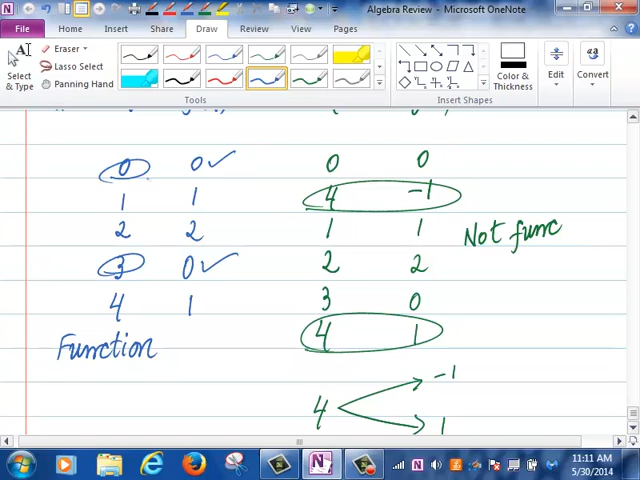 Algebra Review - Microsoft OneNote
File Home Insert Share Draw Review View Pages
Select & Type
Eraser
Lasso Select
Panning Hand
Tools
Insert Shapes
Color & Thickness
Edit
Convert
0 0 0 0
1 1 4 -1
2 2 1 1
Not func
3 0 2 2
4 1 3 0
Function 4 1
4 -1
1
11:11 AM
5/30/2014